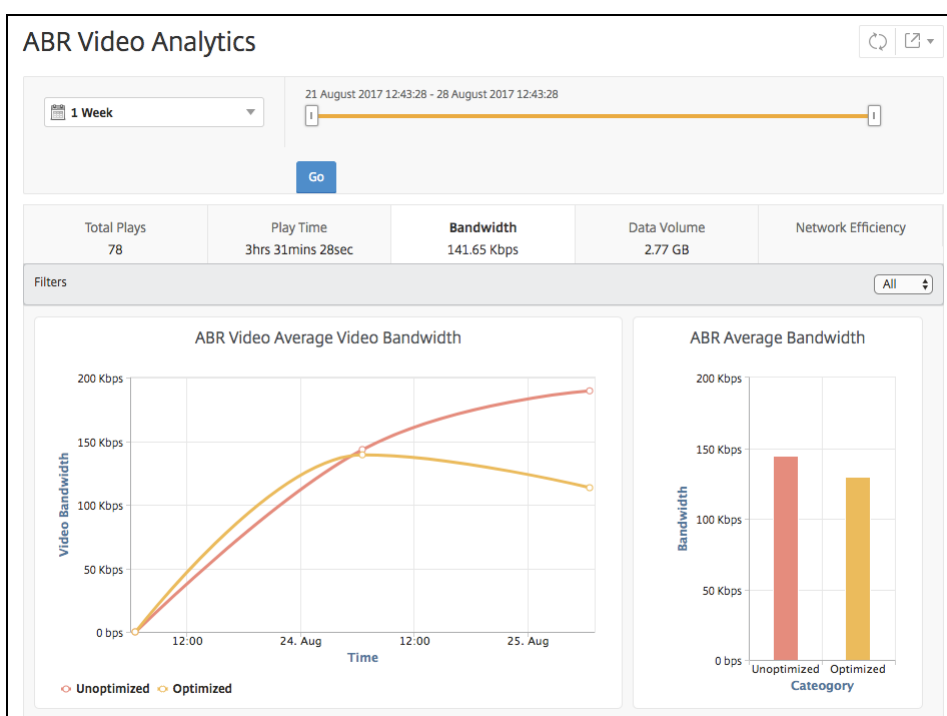 ABR Video Analytics
1 Week
21 August 2017 12:43:28 - 28 August 2017 12:43:28
Go
Total Plays
78
Play Time
3hrs 31mins 28sec
Bandwidth
141.65 Kbps
Data Volume
2.77 GB
Network Efficiency
Filters
All
ABR Video Average Video Bandwidth
200 Kbps
150 Kbps
100 Kbps
50 Kbps
0 bps
Video Bandwidth
12:00
24. Aug
12:00
25. Aug
Time
Unoptimized
Optimized
ABR Average Bandwidth
200 Kbps
150 Kbps
100 Kbps
50 Kbps
0 bps
Bandwidth
Unoptimized
Optimized
Cateogory